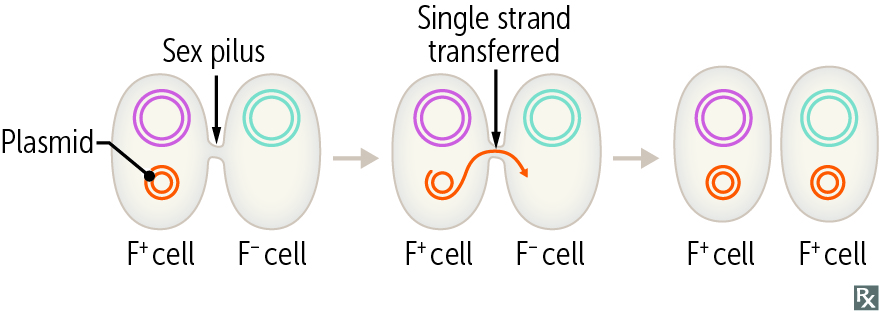 Sex pilus
Single strand
transferred
Plasmid
F+ cell
F– cell
F+ cell
F– cell
F+ cell
F+ cell
Rx